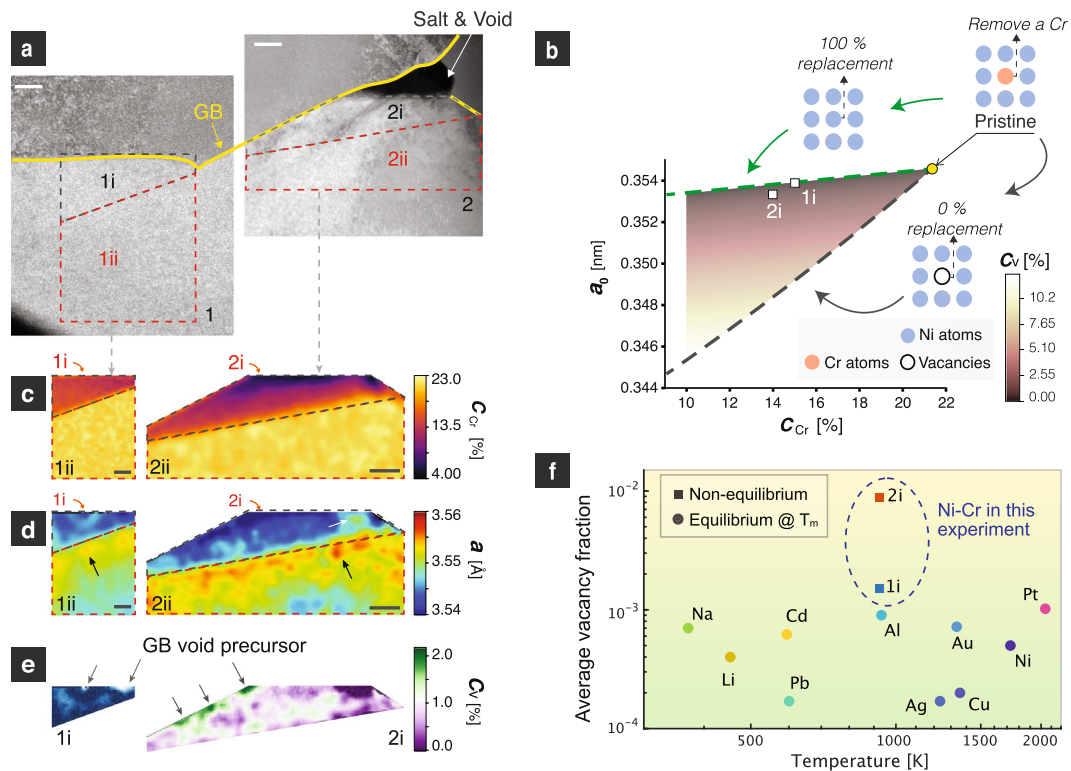 a
Salt & Void
GB
1i
1ii
1
2i
2ii
2
b
100 %
replacement
Remove a Cr
Pristine
0 %
replacement
0.354
0.352
0.350
0.348
0.346
0.344
a₀ [nm]
2i
1i
10 12 14 16 18 20 22
C Cr [%]
Ni atoms
Cr atoms
Vacancies
CV [%]
10.2
7.65
5.10
2.55
0.00
c
1i
2i
1ii
2ii
23.0
13.5
4.00
C Cr [%]
d
1i
2i
1ii
2ii
3.56
3.55
3.54
a [Å]
e
GB void precursor
1i
2i
2.0
1.0
0.0
CV [%]
f
Average vacancy fraction
10⁻²
10⁻³
10⁻⁴
Non-equilibrium
Equilibrium @ Tm
2i
Ni-Cr in this
experiment
1i
Na
Li
Cd
Pb
Al
Ag
Au
Cu
Ni
Pt
500 1000 1500 2000
Temperature [K]